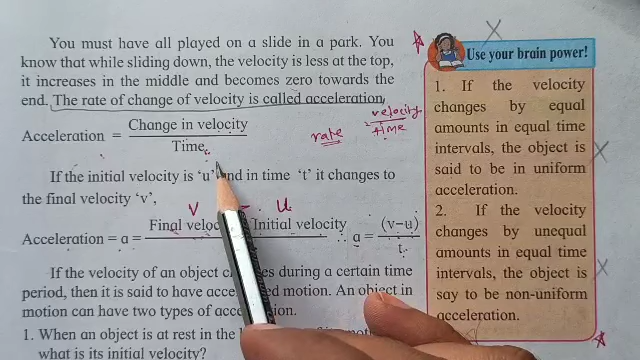 You must have all played on a slide in a park. You
know that while sliding down, the velocity is less at the top,
it increases in the middle and becomes zero towards the
end. The rate of change of velocity is called acceleration,
Acceleration = Change in velocity
Time
rate
velocity
time
If the initial velocity is 'u' and in time 't' it changes to
the final velocity 'v',
v - u
Acceleration = a = Final Initial velocity ∴ a = (v-u)
t
If the velocity of an object during a certain time
period, then it is said to have motion. An object in
motion can have two types of
1. When an object is at rest in the
what is its initial velocity?
Use your brain power!
1. If the velocity
changes by equal
amounts in equal time
intervals, the object is
said to be in uniform
acceleration.
2. If the velocity
changes by unequal
amounts in equal time
intervals, the object is
say to be non-uniform
acceleration.